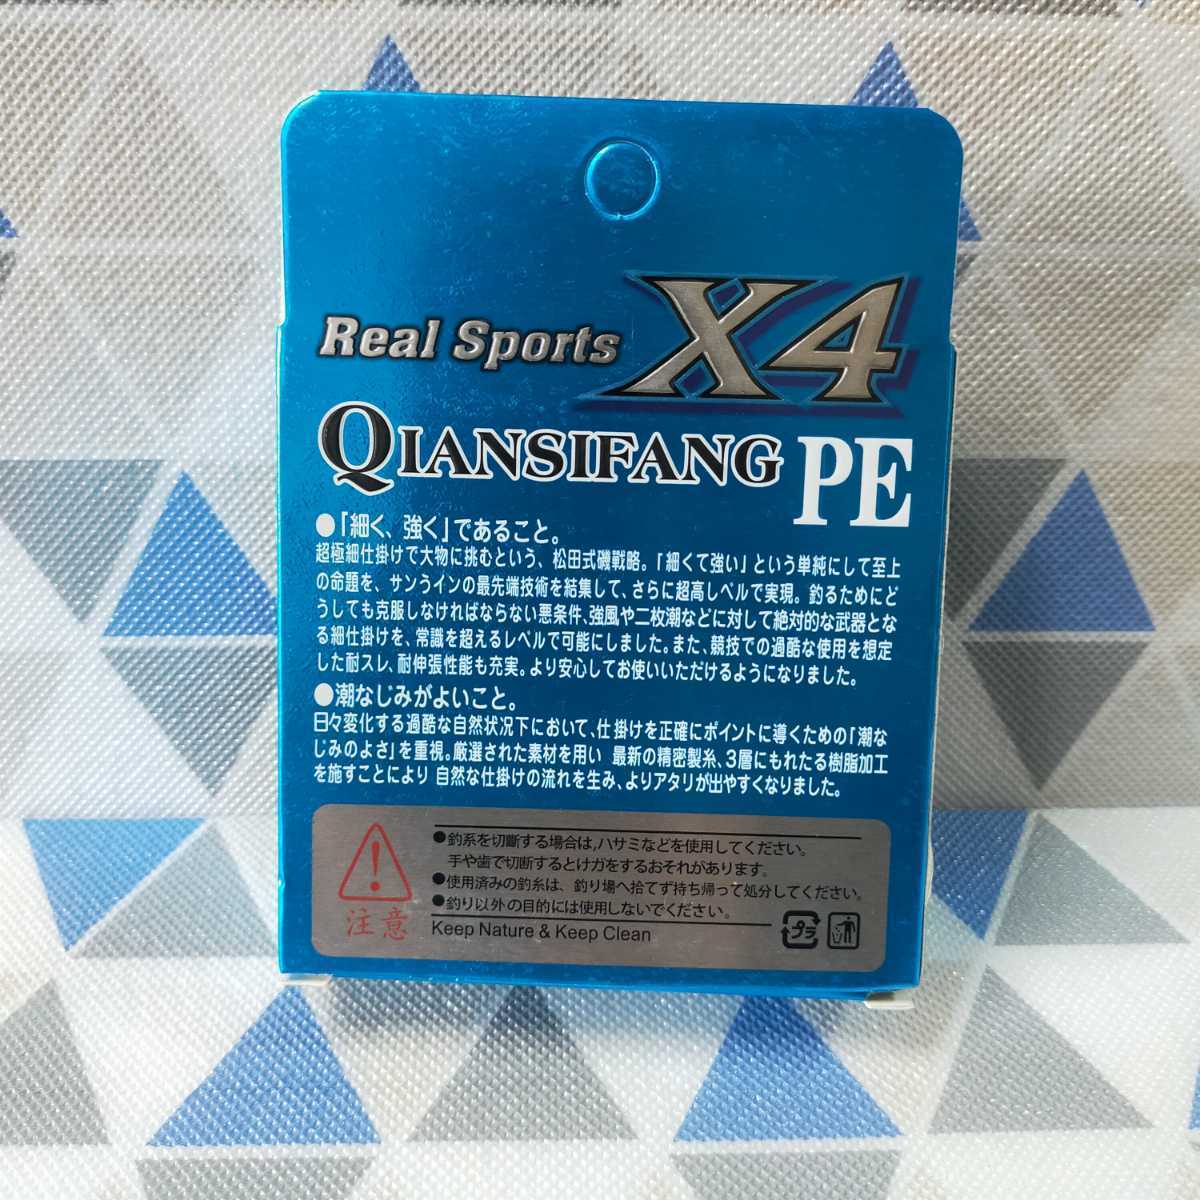 Real Sports X4
QIANSIFANG PE
●「細く、強く」であること。
超極細仕掛けで大物に挑むという、松田式磯戦略。「細くて強い」という単純にして至上
の命題を、サンうインの最先端技術を結集して、さらに超高しベルで実現。釣るためにど
うしても克服しなければならない悪条件、強風や二枚潮などに対して絶対的な武器とな
る細仕掛けを、常識を超えるレベルで可能にしました。また、競技での過酷な使用を想定
した耐スレ、耐伸張性能も充実。より安心してお使いいただけるようになりました。
●潮なじみがよいこと。
日々変化する過酷な自然状況下において、仕掛けを正確にポイントに導くための「潮な
じみのよさ」を重視。厳選された素材を用い 最新の精密製糸、3層にもれたる樹脂加工
を施すことにより 自然な仕掛けの流れを生み、よりアタリが出やすくなりました。
●釣系を切斷する場合は,ハサミなどを使用してください。
手や歯で切断するとけガをするおそれがあります。
●使用済みの釣糸は、釣り場へ拾てず持ち帰って処分してください。
●釣り以外の目的には使用しないでください。
注意
Keep Nature & Keep Clean
プラ